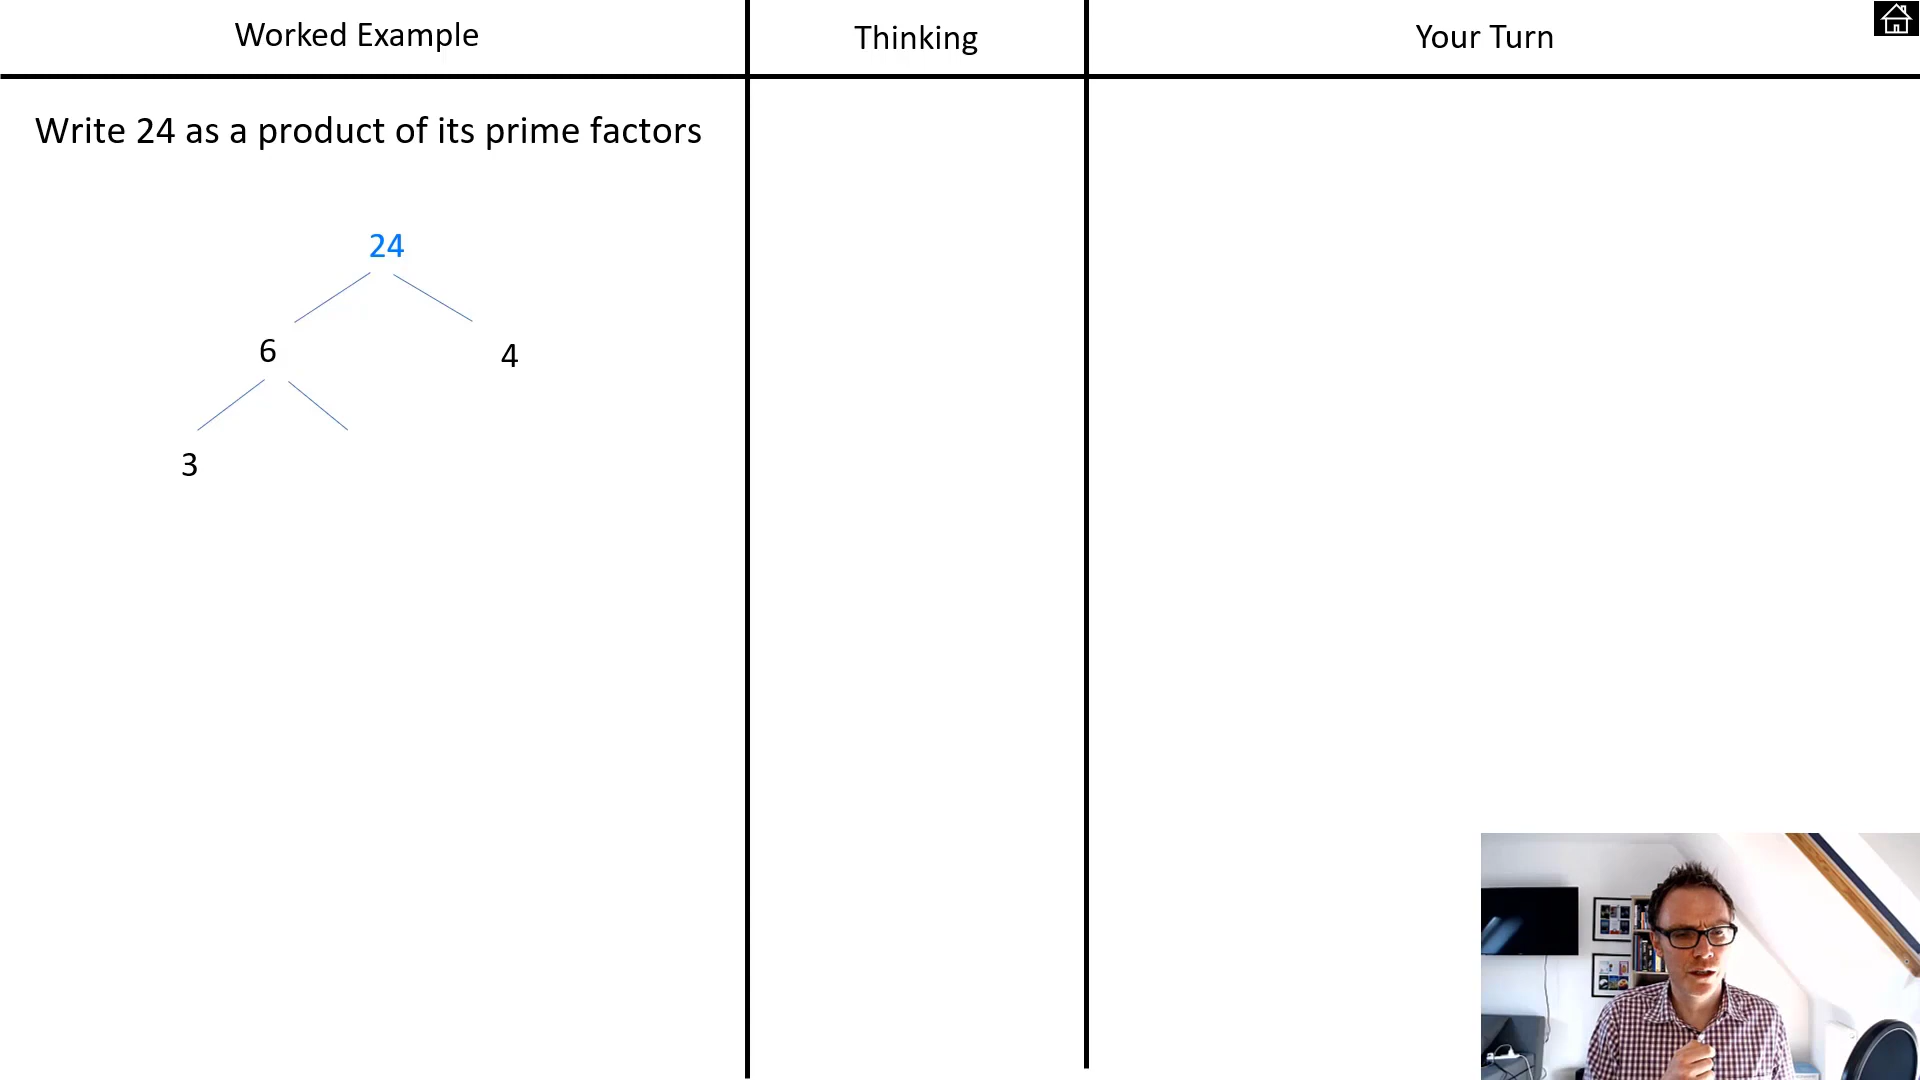 Worked Example
Thinking
Your Turn
Write 24 as a product of its prime factors
24
6
4
3